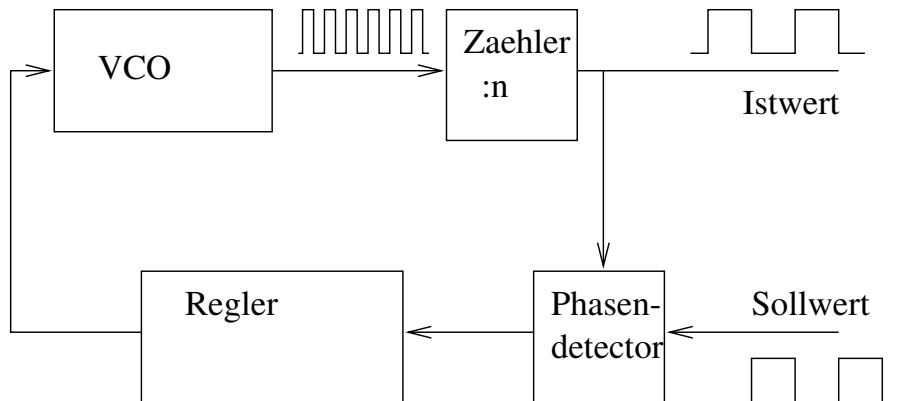 VCO
Zaehler
:n
Istwert
Regler
Phasen-
detector
Sollwert